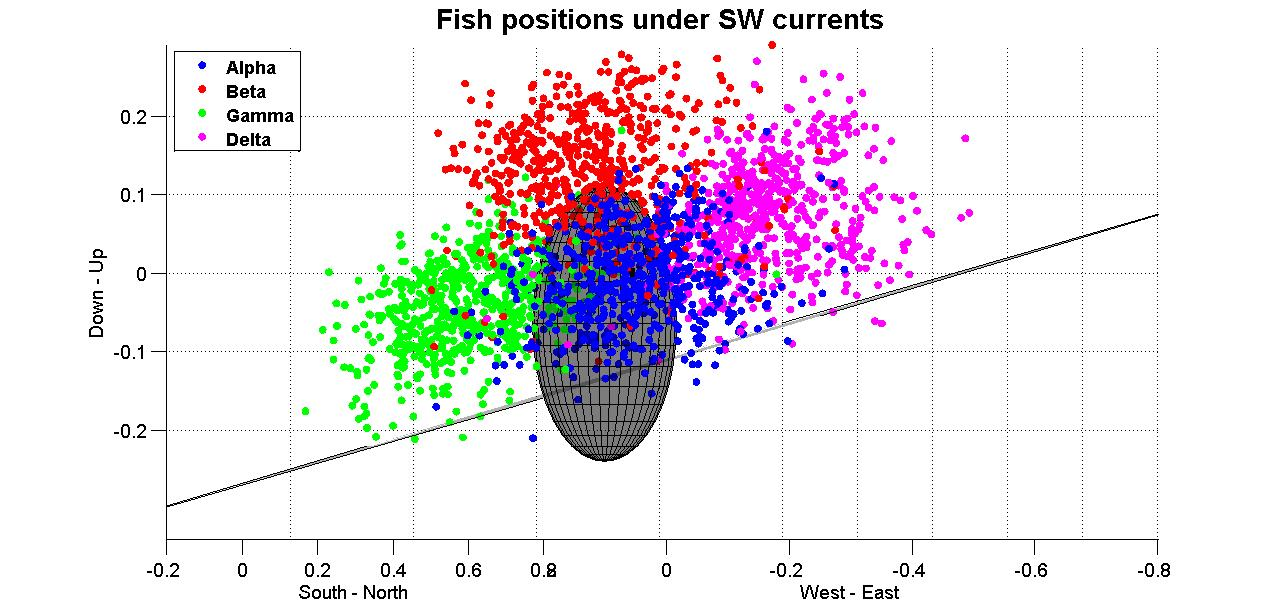 Fish positions under SW currents
Alpha
Beta
Gamma
Delta
0.2
0.1
0
-0.1
-0.2
Down - Up
-0.2 0 0.2 0.4 0.6 0 -0.2 -0.4 -0.6 -0.8
South - North West - East